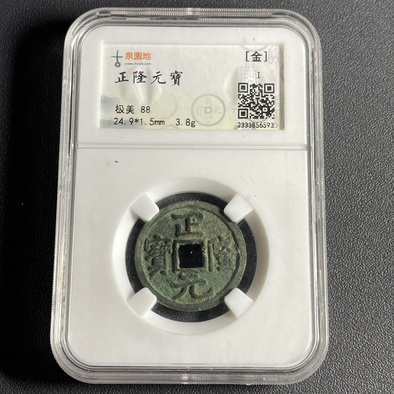 泉園地
[金]
正隆元寶
I
极美 88
24.9*1.5mm 3.8g
正
寶 隆
元